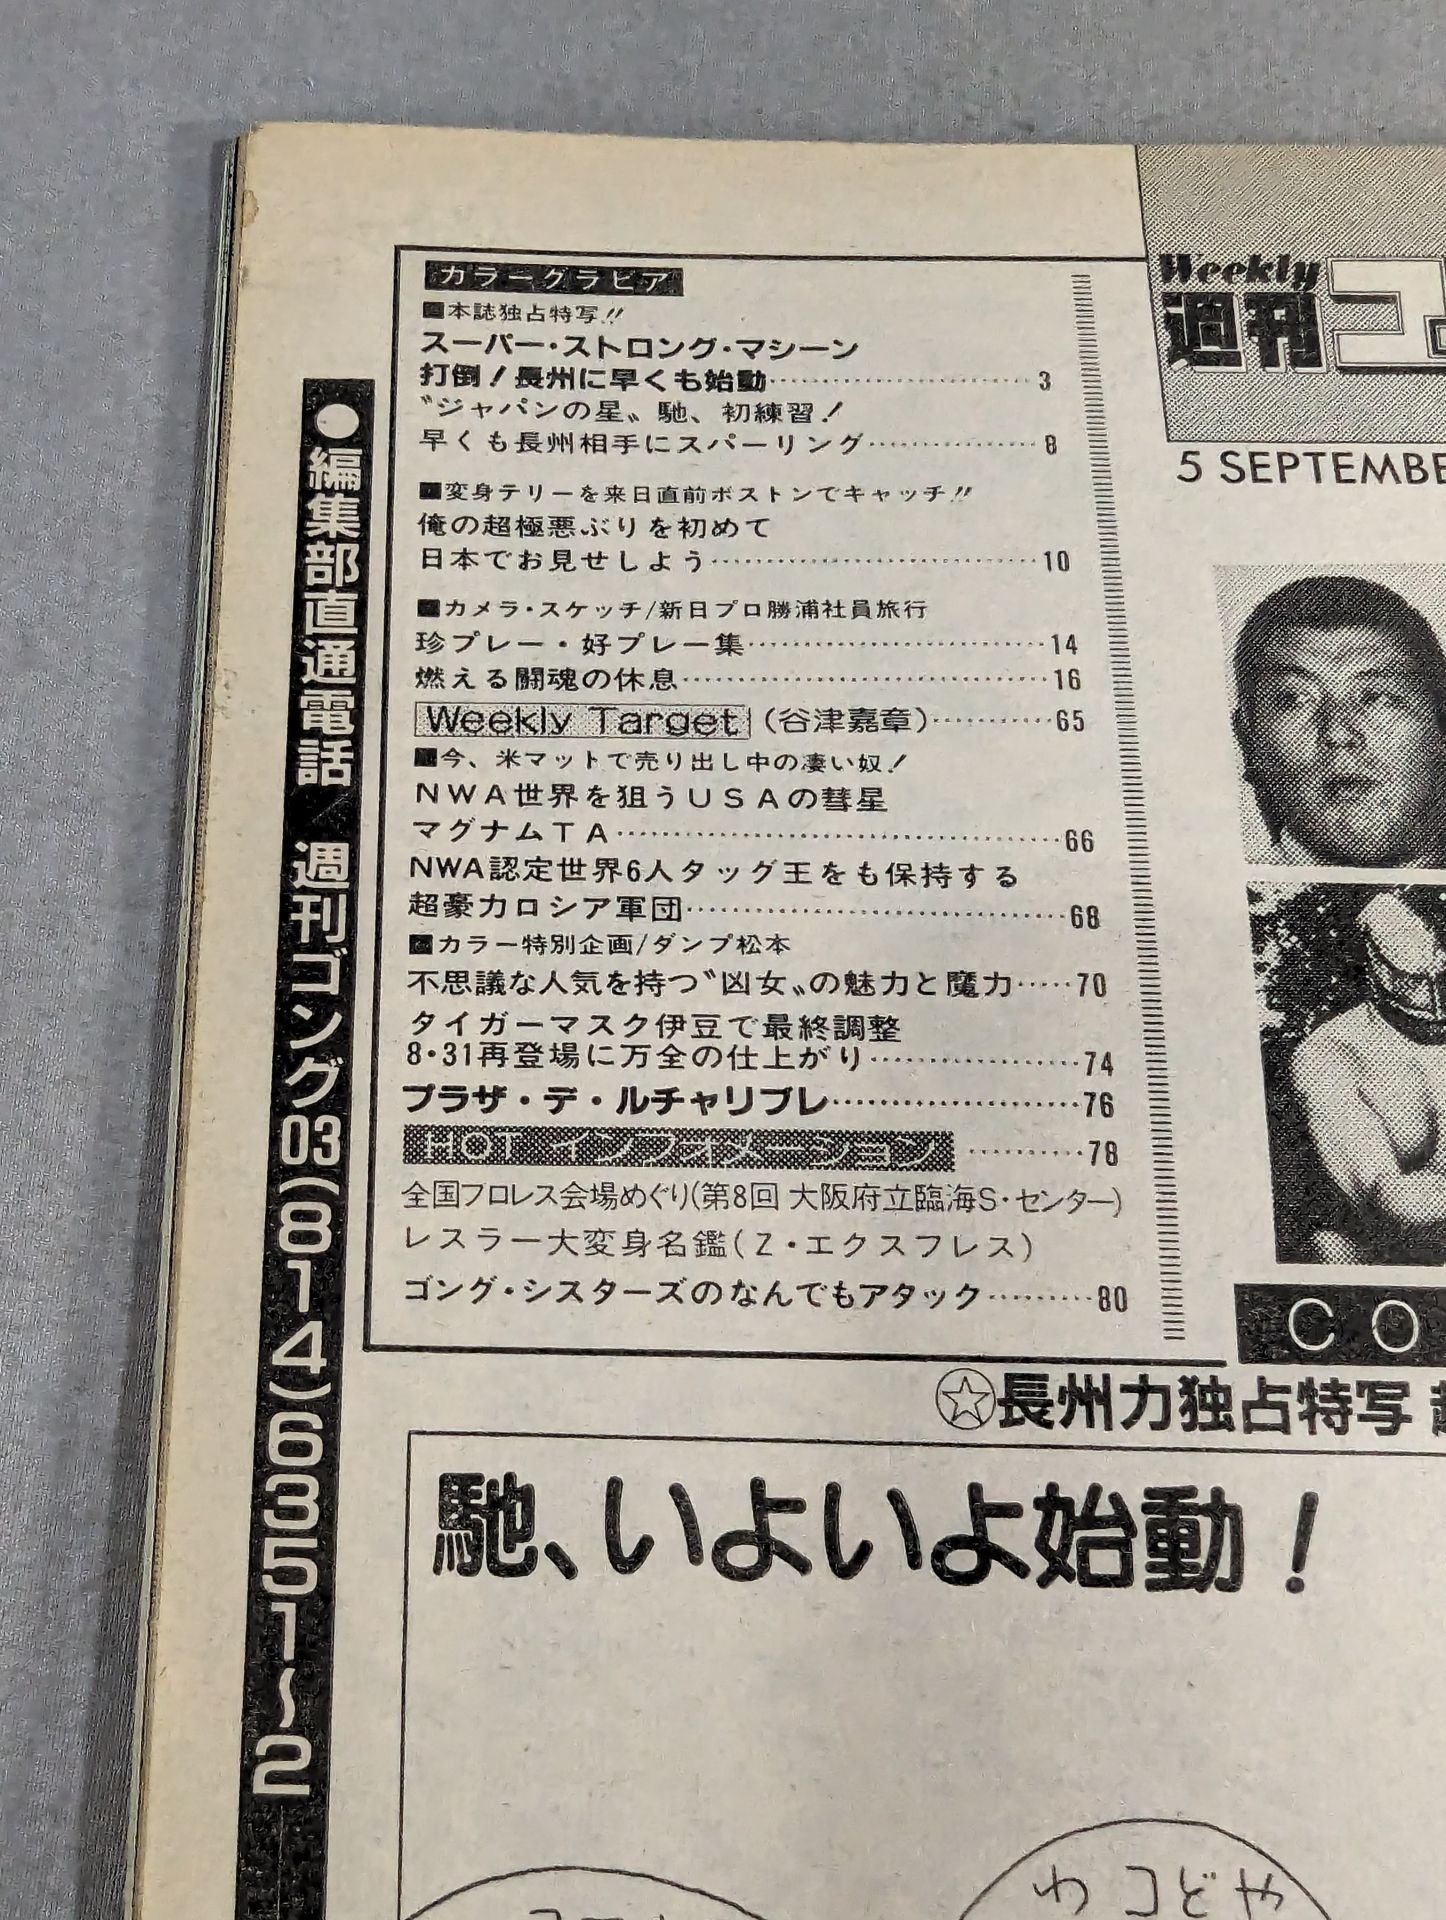 カラーグラビア
■本誌独占特写!!
スーパー・ストロング・マシーン
打倒!長州に早くも始動…………………………3
〝ジャパンの星〟馳、初練習!
早くも長州相手にスパーリング………………8
■変身テリーを来日直前ボストンでキャッチ!!
俺の超極悪ぶりを初めて
日本でお見せしよう……………………………10
■カメラ・スケッチ/新日プロ勝浦社員旅行
珍プレー・好プレー集…………………………14
燃える闘魂の休息………………………………16
Weekly Target(谷津嘉章)…………65
■今、米マットで売り出し中の凄い奴!
NWA世界を狙うUSAの彗星
マグナムTA………………………………………66
NWA認定世界6人タッグ王をも保持する
超豪力ロシア軍団………………………………68
■カラー特別企画/ダンプ松本
不思議な人気を持つ〝凶女〟の魅力と魔力……70
タイガーマスク伊豆で最終調整
8・31再登場に万全の仕上がり…………………74
プラザ・デ・ルチャリブレ……………………76
HOT インフォメーション…………78
全国プロレス会場めぐり(第8回 大阪府立臨海S・センター)
レスラー大変身名鑑(Z・エクスプレス)
ゴング・シスターズのなんでもアタック………80
●編集部直通電話/週刊ゴング03(814)6351〜2
Weekly
週刊ゴ
5 SEPTEMBE
CO
☆長州力独占特写
馳、いよいよ始動!
わコどや